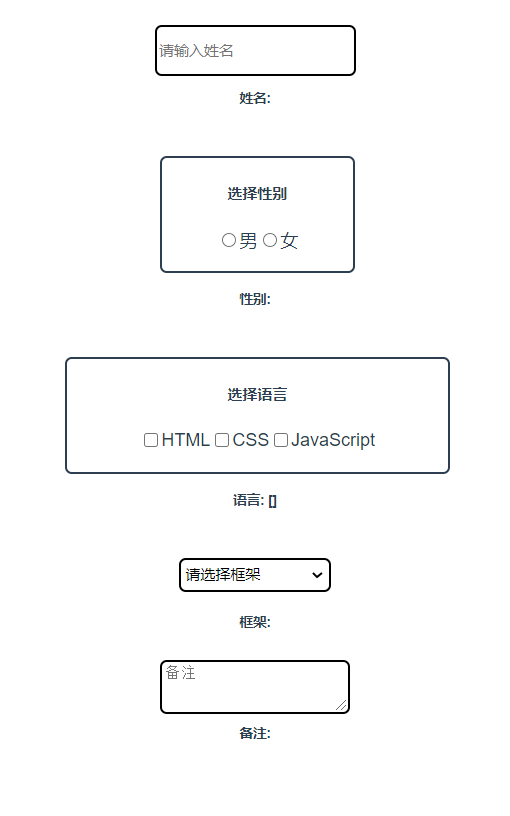 请输入姓名
姓名:
选择性别
男 女
性别:
选择语言
HTML CSS JavaScript
语言: []
请选择框架
框架:
备注
备注: